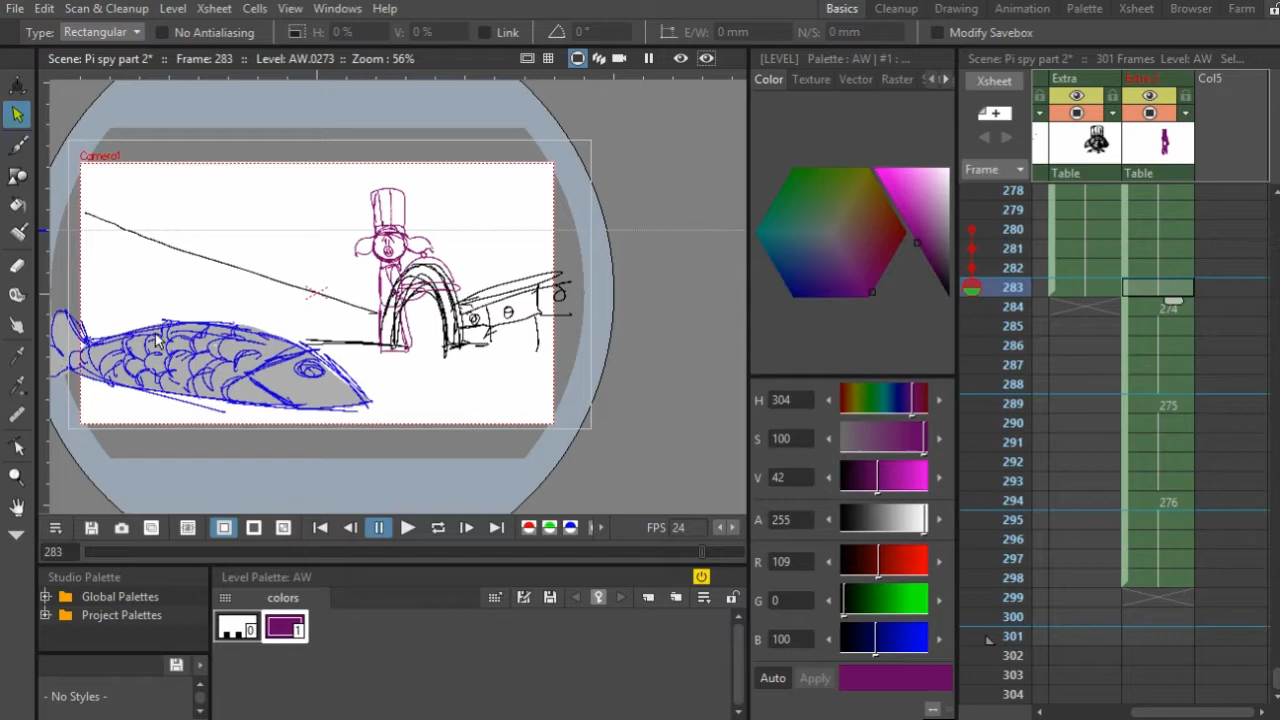 File Edit Scan & Cleanup Level Xsheet Cells View Windows Help
Basics Cleanup Drawing Animation Palette Xsheet Browser Farm
Type: Rectangular No Antialiasing H: 0 % V: 0 % Link 0 ° E/W: 0 mm N/S: 0 mm Modify Savebox
Scene: Pi spy part 2* : Frame: 283 : Level: AW.0273 : Zoom : 56%
[LEVEL] Palette : AW | #1 : ...
Scene: Pi spy part 2* : 301 Frames Level: AW Sel...
Color Texture Vector Raster
Xsheet
Extra
Col5
Frame
Table Table
Camera1
278
279
280
281
282
283
284 274
285
286
287
288
289 275
290
291
292
293
294 276
295
296
297
298
299
300
301
302
303
304
H 304
S 100
V 42
A 255
R 109
G 0
B 100
Auto Apply
FPS 24
283
Studio Palette
Global Palettes
Project Palettes
- No Styles -
Level Palette: AW
colors
0 1